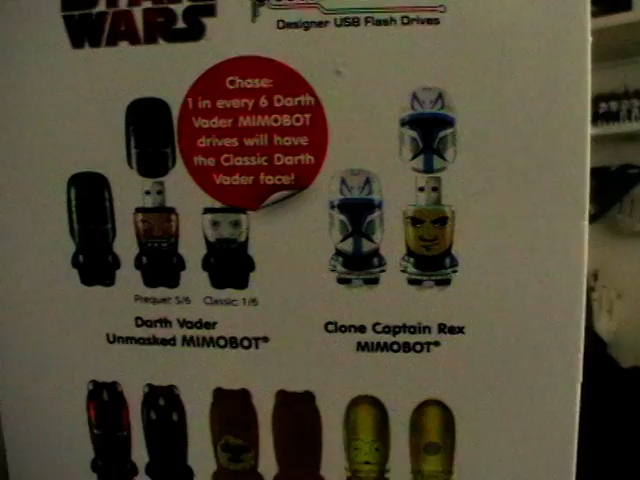 STAR
WARS
Designer USB Flash Drives
Chase:
1 in every 6 Darth
Vader MIMOBOT
drives will have
the Classic Darth
Vader face!
Prequel: 5/6 Classic: 1/6
Darth Vader
Unmasked MIMOBOT®
Clone Captain Rex
MIMOBOT®